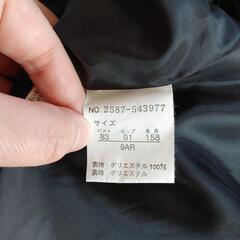 NO. 2587-543977
サイズ
バスト ヒップ 身長
83 91 158
9AR
表地 ポリエステル 100%
裏地 ポリエステル